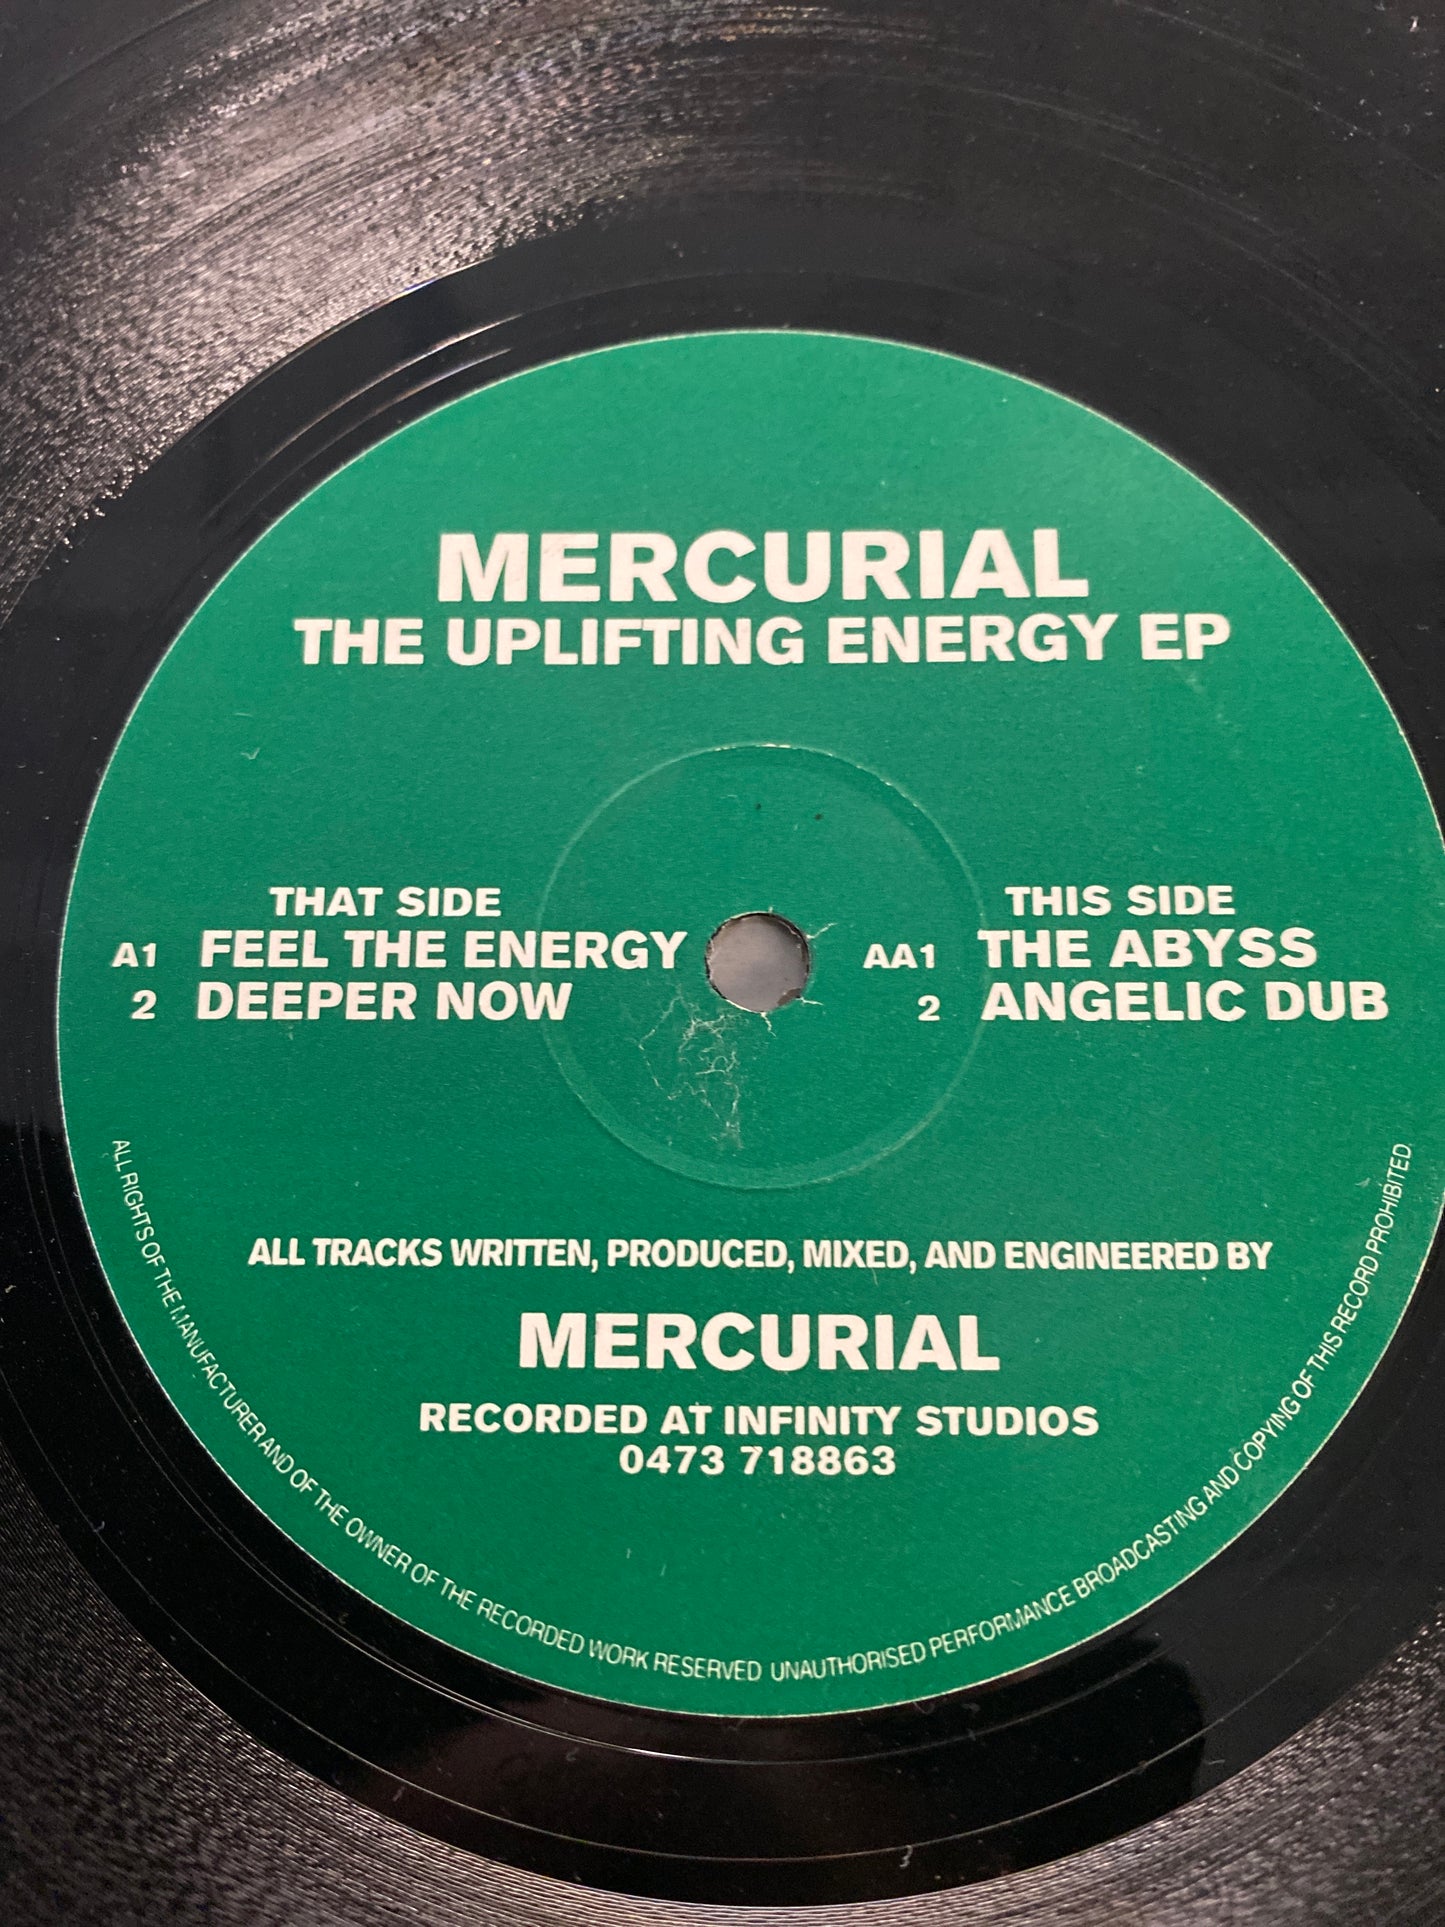 MERCURIAL
THE UPLIFTING ENERGY EP
THAT SIDE
A1 FEEL THE ENERGY
2 DEEPER NOW
THIS SIDE
AA1 THE ABYSS
2 ANGELIC DUB
ALL TRACKS WRITTEN, PRODUCED, MIXED, AND ENGINEERED BY
MERCURIAL
RECORDED AT INFINITY STUDIOS
0473 718863
ALL RIGHTS OF THE MANUFACTURER AND OF THE OWNER OF THE RECORDED WORK RESERVED UNAUTHORISED PERFORMANCE BROADCASTING AND COPYING OF THIS RECORD PROHIBITED.